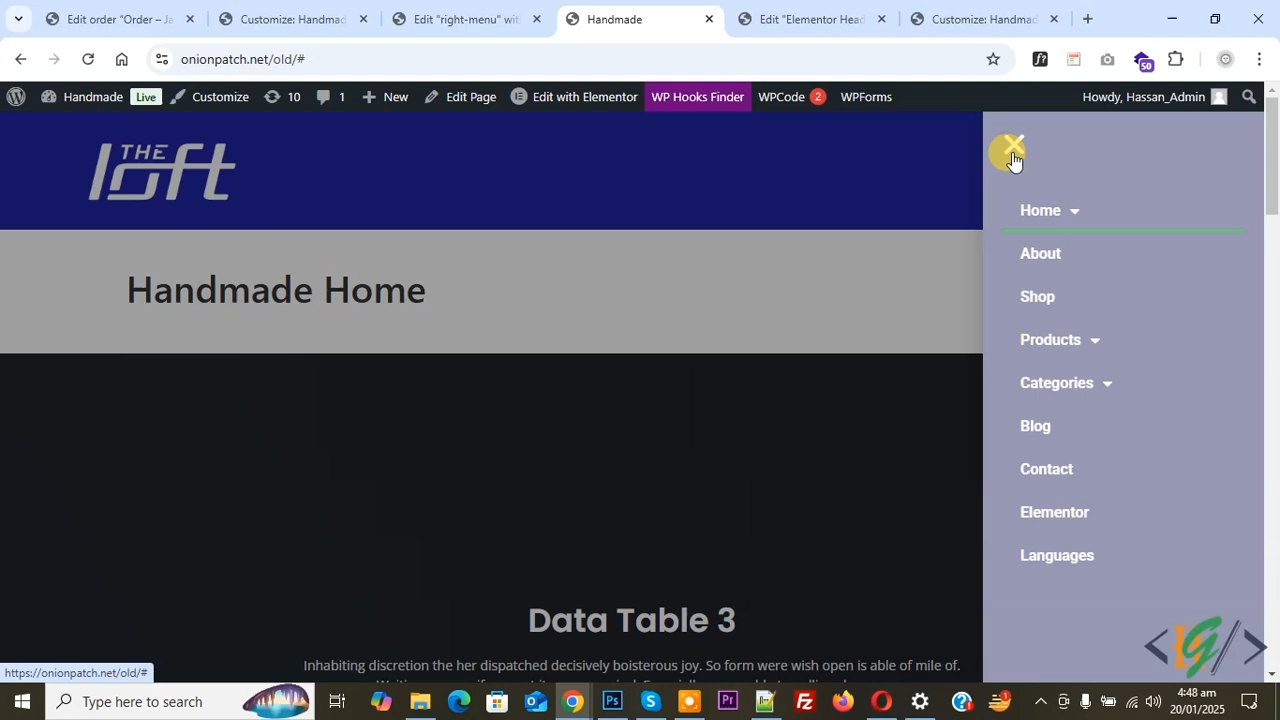 Edit order "Order – Ja
Customize: Handmad
Edit "right-menu" wit
Handmade
Edit "Elementor Head
Customize: Handmad
onionpatch.net/old/#
f?
50
Handmade
Live
Customize
10
1
New
Edit Page
Edit with Elementor
WP Hooks Finder
WPCode 2
WPForms
Howdy, Hassan_Admin
THE
loft
Home
About
Shop
Products
Categories
Blog
Contact
Elementor
Languages
Handmade Home
Data Table 3
Inhabiting discretion the her dispatched decisively boisterous joy. So form were wish open is able of mile of.
https://onionpatch.net/old/#
Type here to search
4:48 am
20/01/2025